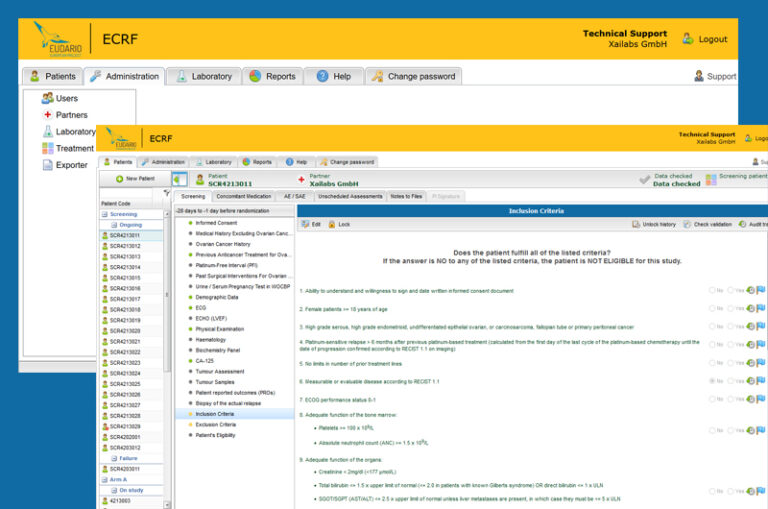 EUDARIO
EUROPEAN PROJECT
ECRF
Technical Support
Xailabs GmbH
Logout
Patients
Administration
Laboratory
Reports
Help
Change password
Support
Users
Partners
Laboratory
Treatment
Exporter
EUDARIO
ECRF
Technical Support
Xailabs GmbH
Logo
Patients
Administration
Laboratory
Reports
Help
Change password
Su
New Patient
Patient
SCR4213011
Partner
Xailabs GmbH
Data checked
Data checked
Screening patient
Screening
Concomitant Medication
AE / SAE
Unscheduled Assessments
Notes to Files
PI Signature
Patient Code
Screening
Ongoing
SCR4213011
SCR4213012
SCR4213013
SCR4213014
SCR4213015
SCR4213016
SCR4213017
SCR4213018
SCR4213019
SCR4213020
SCR4213021
SCR4213022
SCR4213023
SCR4213024
SCR4213025
SCR4213026
SCR4213027
SCR4213028
SCR4213029
SCR4202001
SCR4203012
Failure
SCR4203011
Arm A
On study
4213003
-28 days to -1 day before randomization
Informed Consent
Medical History Excluding Ovarian Canc...
Ovarian Cancer History
Previous Anticancer Treatment for Ova...
Platinum-Free Interval (PFI)
Past Surgical Interventions For Ovarian ...
Urine / Serum Pregnancy Test in WOCBP
Demographic Data
ECG
ECHO (LVEF)
Physical Examination
Haematology
Biochemistry Panel
CA-125
Tumour Assessment
Tumour Samples
Patient reported outcomes (PROs)
Biopsy of the actual relapse
Inclusion Criteria
Exclusion Criteria
Patient's Eligibility
Inclusion Criteria
Edit
Lock
Unlock history
Check validation
Audit tra
Does the patient fulfill all of the listed criteria?
If the answer is NO to any of the listed criteria, the patient is NOT ELIGIBLE for this study.
1. Ability to understand and willingness to sign and date written informed consent document
No Yes
2. Female patients >= 18 years of age
No Yes
3. High grade serous, high grade endometrioid, undifferentiated epithelial ovarian, or carcinosarcoma, fallopian tube or primary peritoneal cancer
No Yes
4. Platinum-sensitive relapse > 6 months after previous platinum-based treatment (calculated from the first day of the last cycle of the platinum-based chemotherapy until the
date of progression confirmed according to RECIST 1.1 on imaging)
No Yes
5. No limits in number of prior treatment lines
No Yes
6. Measurable or evaluable disease according to RECIST 1.1
No Yes
7. ECOG performance status 0-1
No Yes
8. Adequate function of the bone marrow:
Platelets >= 100 x 10⁹/L
No Yes
Absolute neutrophil count (ANC) >= 1.5 x 10⁹/L
9. Adequate function of the organs:
Creatinine < 2mg/dl (<177 µmol/L)
Total bilirubin <= 1.5 x upper limit of normal (<= 2.0 in patients with known Gilberts syndrome) OR direct bilirubin <= 1 x ULN
No Yes
SGOT/SGPT (AST/ALT) <= 2.5 x upper limit of normal unless liver metastases are present, in which case they must be <= 5 x ULN